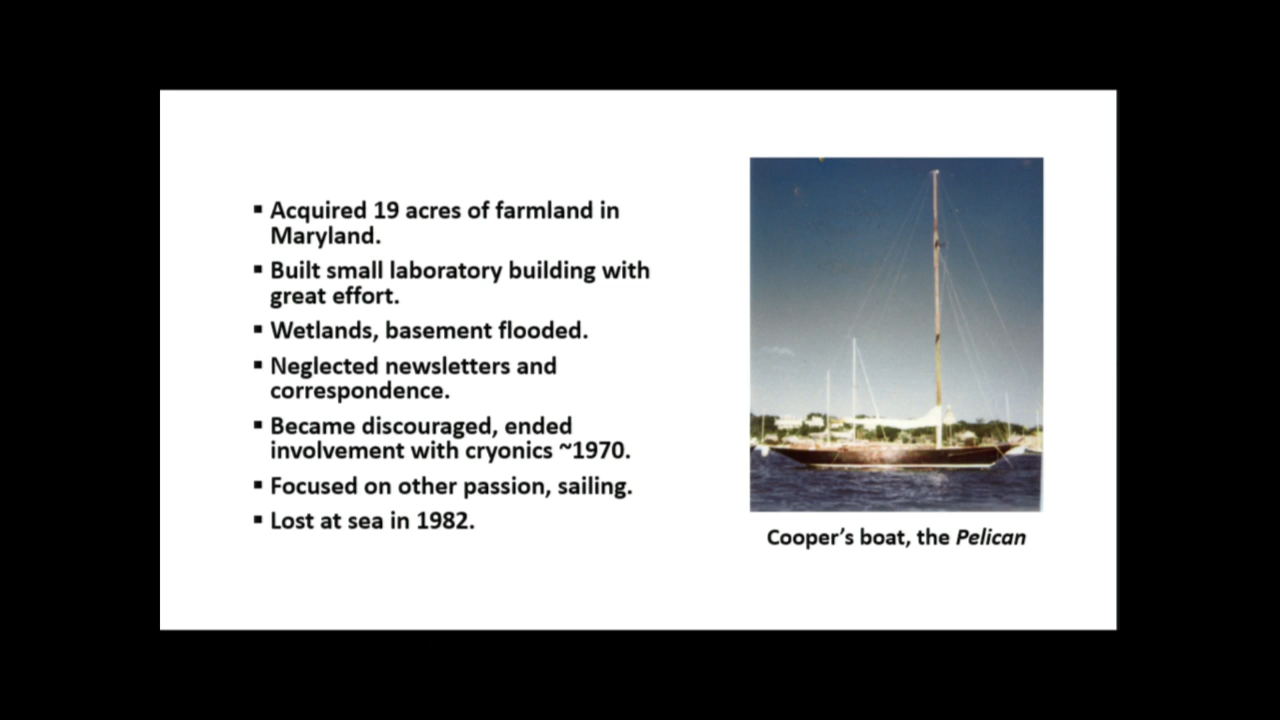 ▪ Acquired 19 acres of farmland in
Maryland.
▪ Built small laboratory building with
great effort.
▪ Wetlands, basement flooded.
▪ Neglected newsletters and
correspondence.
▪ Became discouraged, ended
involvement with cryonics ~1970.
▪ Focused on other passion, sailing.
▪ Lost at sea in 1982.
Cooper’s boat, the Pelican